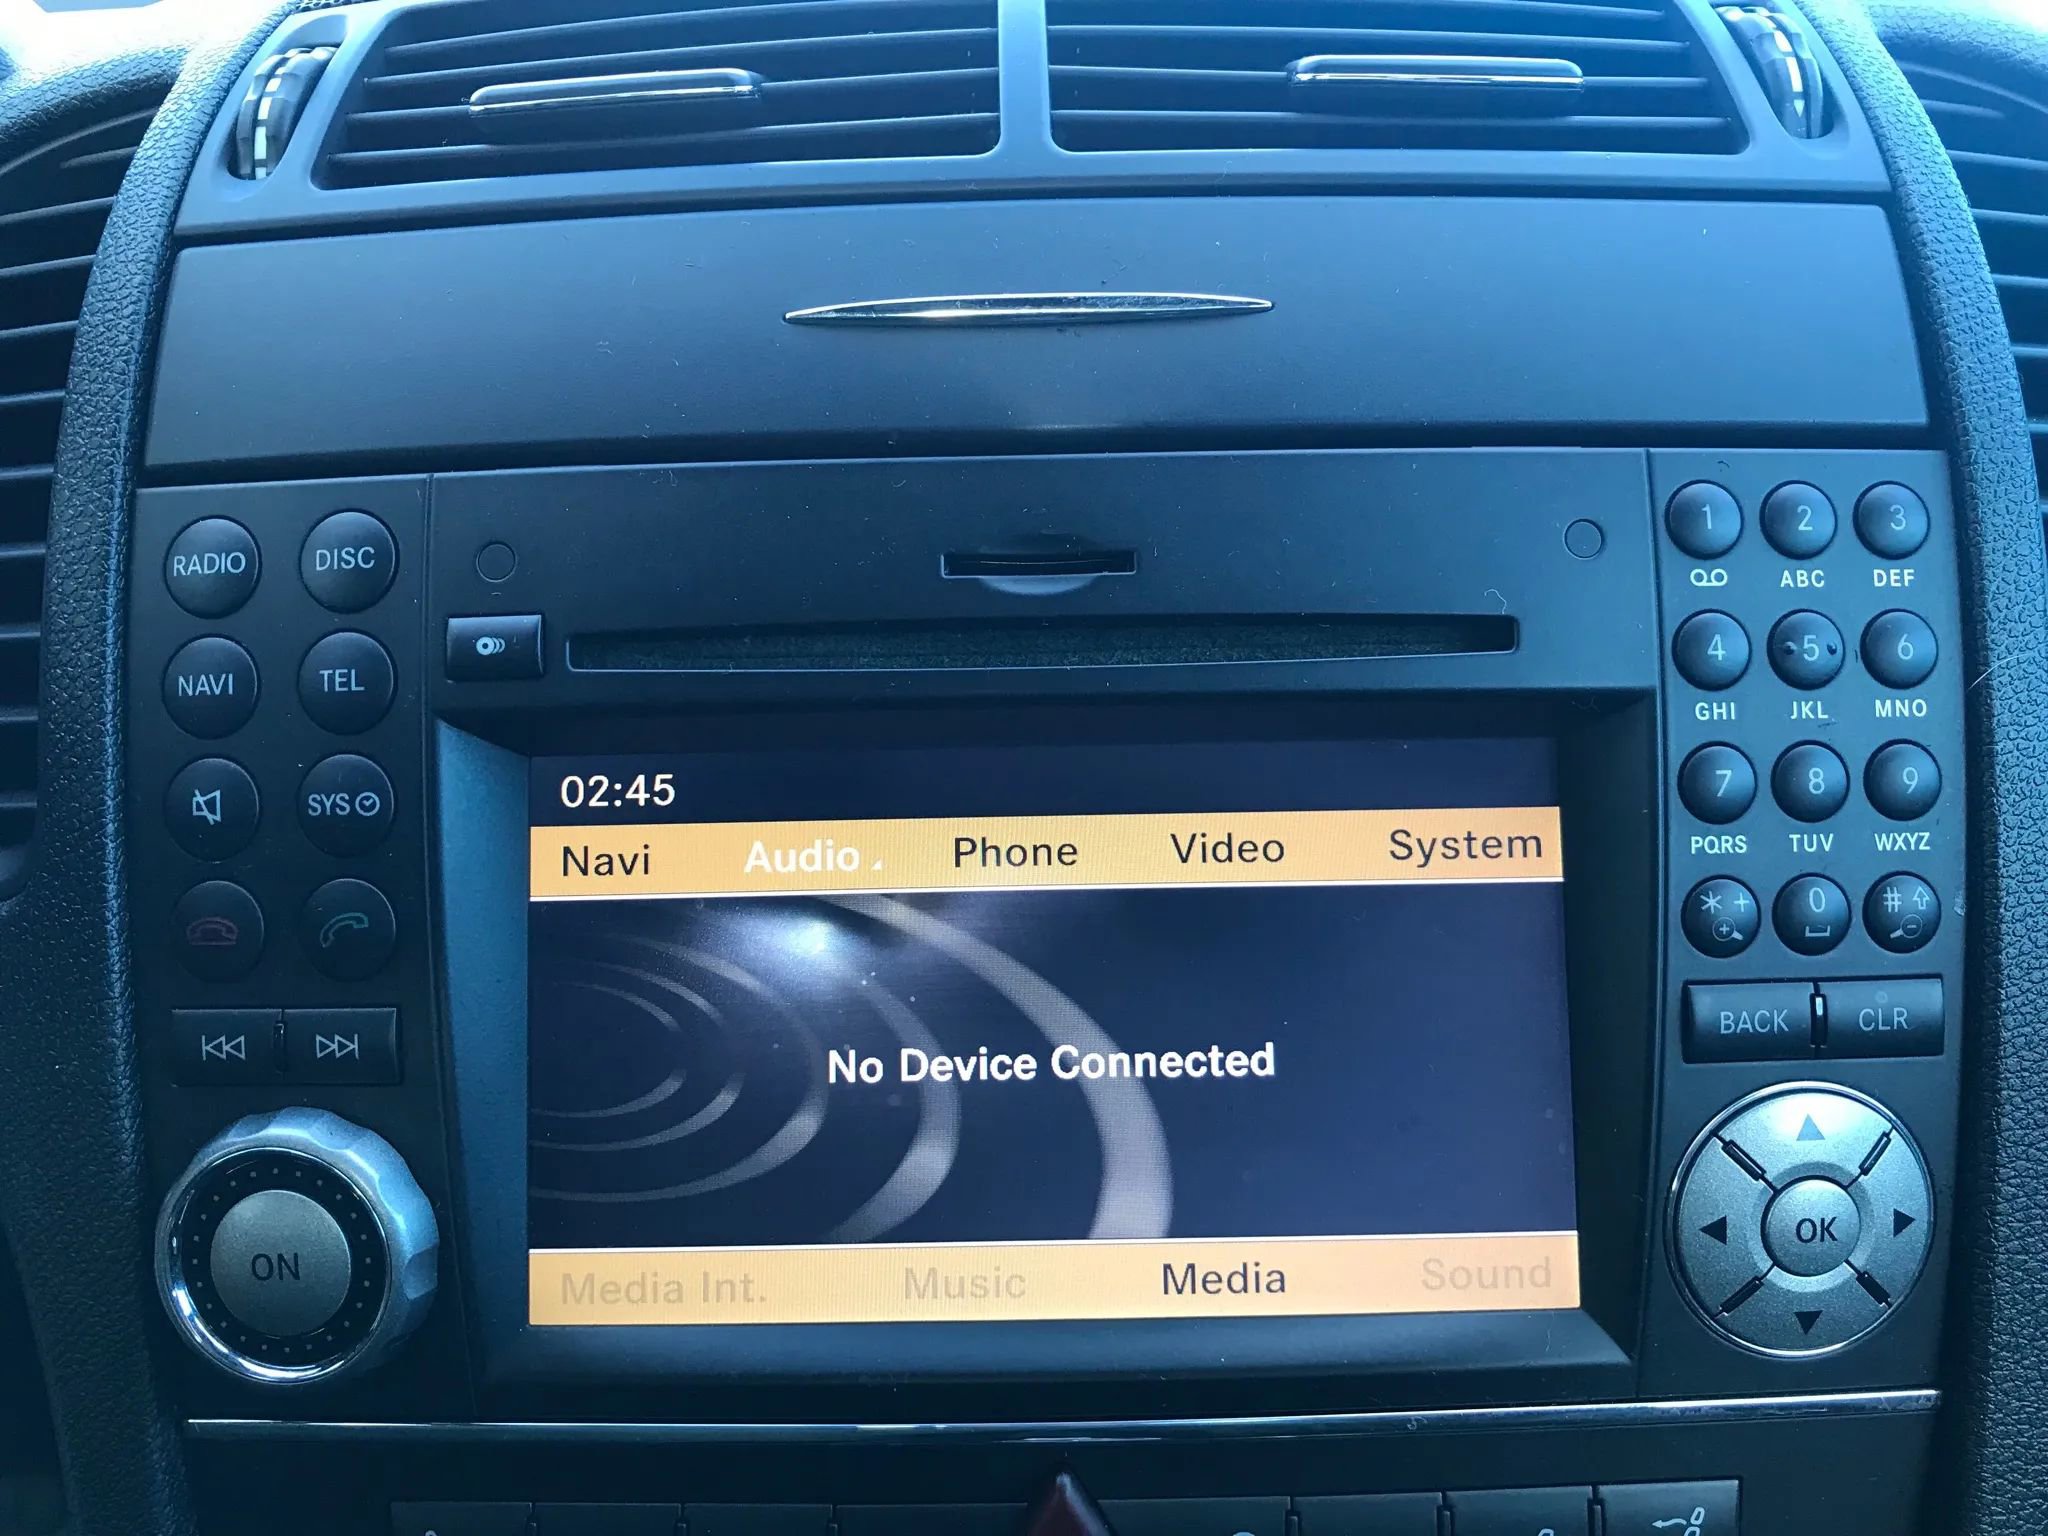 RADIO DISC
NAVI TEL
SYS
ON
02:45
Navi Audio Phone Video System
No Device Connected
Media Int. Music Media Sound
1 2 3
ABC DEF
4 5 6
GHI JKL MNO
7 8 9
PQRS TUV WXYZ
* + 0 #
BACK CLR
OK